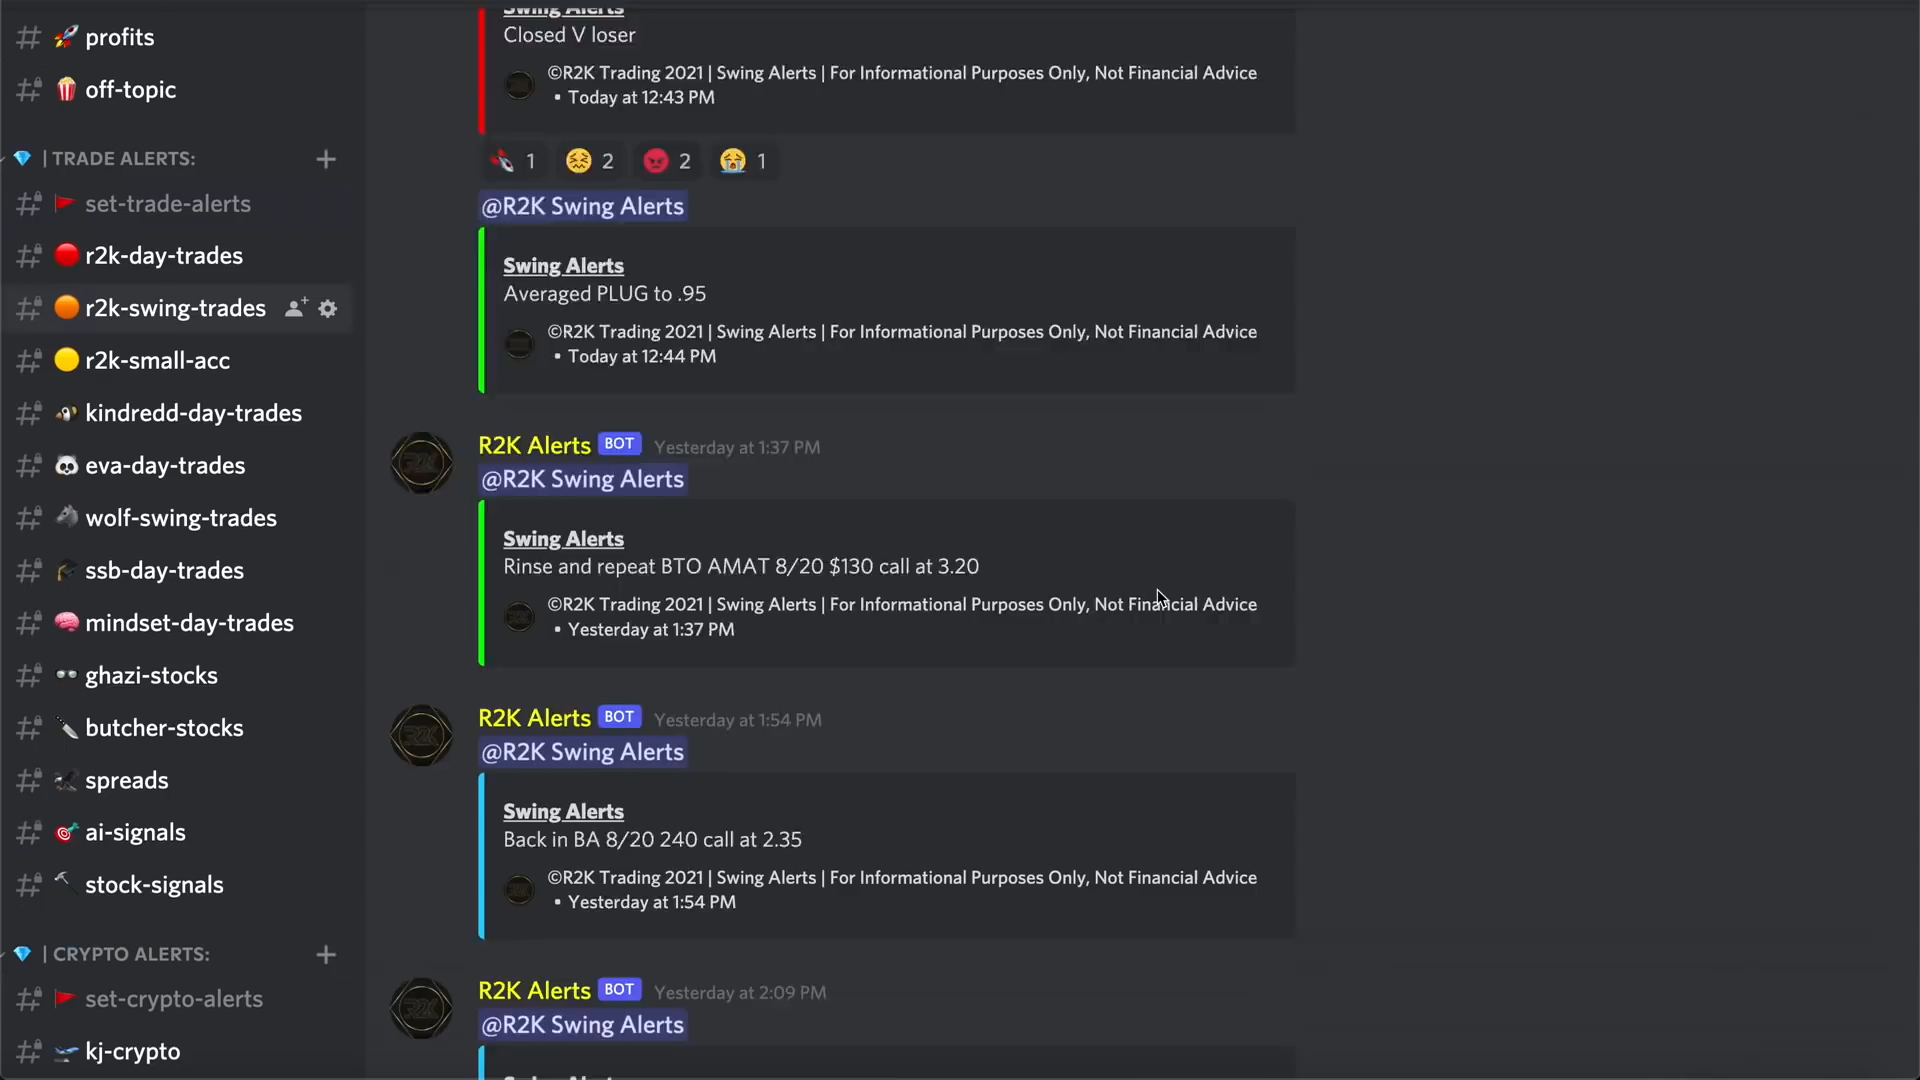 profits
off-topic
| TRADE ALERTS:
set-trade-alerts
r2k-day-trades
r2k-swing-trades
r2k-small-acc
kindredd-day-trades
eva-day-trades
wolf-swing-trades
ssb-day-trades
mindset-day-trades
ghazi-stocks
butcher-stocks
spreads
ai-signals
stock-signals
| CRYPTO ALERTS:
set-crypto-alerts
kj-crypto
Swing Alerts
Closed V loser
©R2K Trading 2021 | Swing Alerts | For Informational Purposes Only, Not Financial Advice
• Today at 12:43 PM
1 2 2 1
@R2K Swing Alerts
Swing Alerts
Averaged PLUG to .95
©R2K Trading 2021 | Swing Alerts | For Informational Purposes Only, Not Financial Advice
• Today at 12:44 PM
R2K Alerts BOT Yesterday at 1:37 PM
@R2K Swing Alerts
Swing Alerts
Rinse and repeat BTO AMAT 8/20 $130 call at 3.20
©R2K Trading 2021 | Swing Alerts | For Informational Purposes Only, Not Financial Advice
• Yesterday at 1:37 PM
R2K Alerts BOT Yesterday at 1:54 PM
@R2K Swing Alerts
Swing Alerts
Back in BA 8/20 240 call at 2.35
©R2K Trading 2021 | Swing Alerts | For Informational Purposes Only, Not Financial Advice
• Yesterday at 1:54 PM
R2K Alerts BOT Yesterday at 2:09 PM
@R2K Swing Alerts